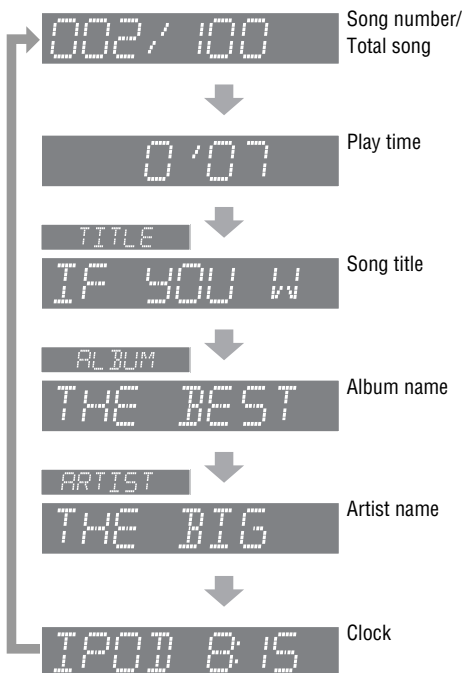 002/ 100
Song number/
Total song
0'07
Play time
TITLE
IF YOU W
Song title
ALBUM
THE BEST
Album name
ARTIST
THE BIG
Artist name
IPOD 8:15
Clock